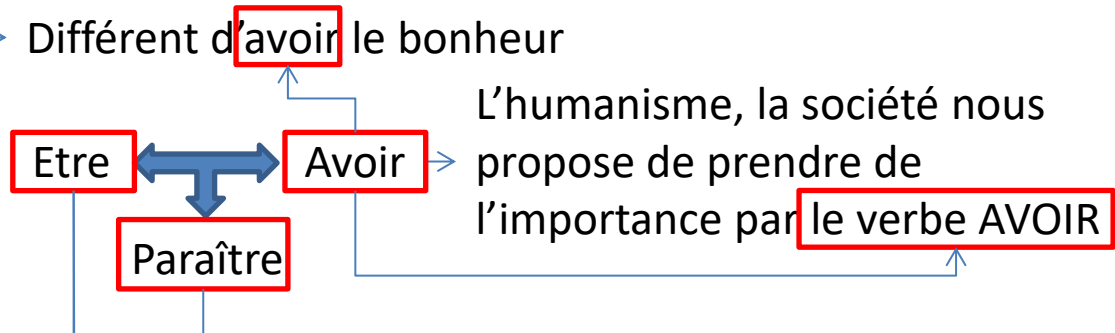 Différent d'avoir le bonheur
L'humanisme, la société nous
Etre
Avoir
propose de prendre de
l'importance par le verbe AVOIR
Paraître